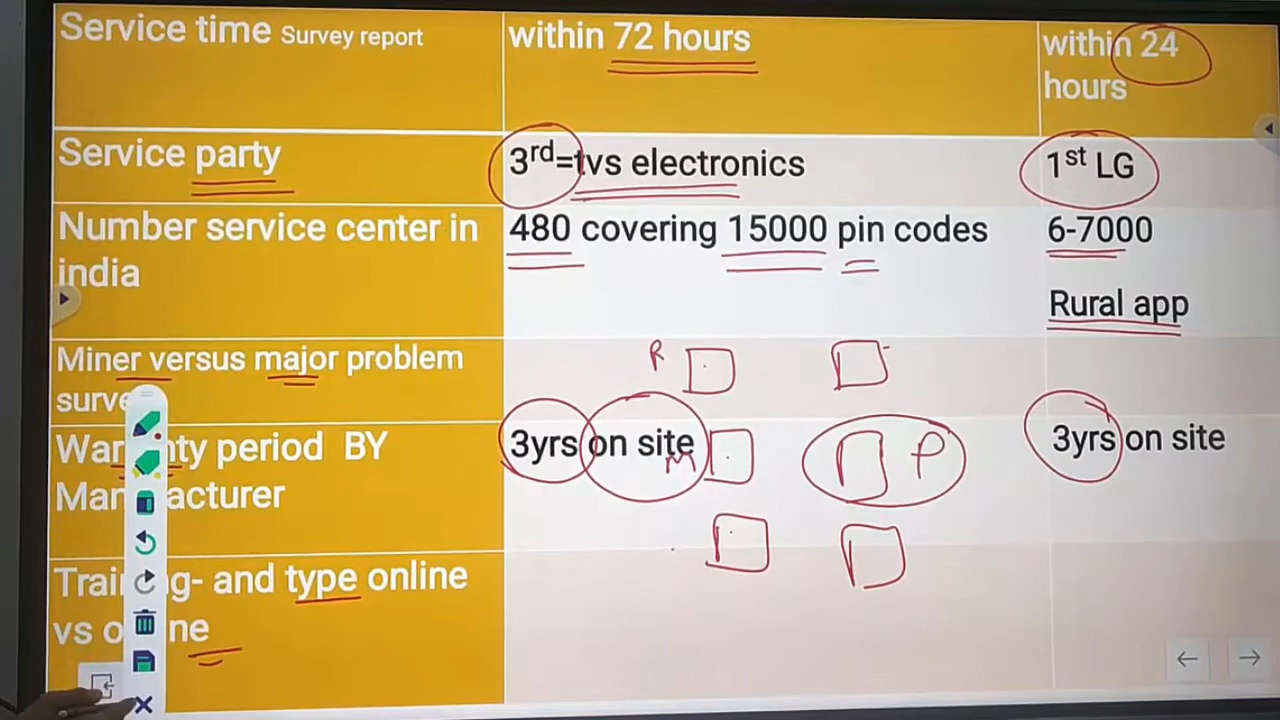 Service time Survey report
within 72 hours
within 24
hours
Service party
3rd=tvs electronics
1st LG
Number service center in
india
480 covering 15000 pin codes
6-7000
Rural app
Miner versus major problem
R
3yrs on site
M
P
3yrs on site
period BY
and type online
vs